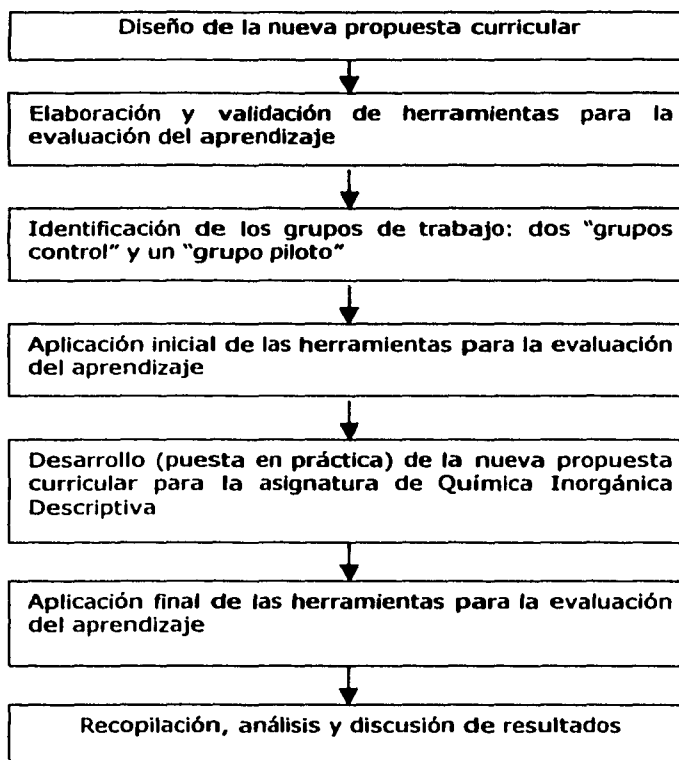 Diseño de la nueva propuesta curricular
Elaboración y validación de herramientas para la
evaluación del aprendizaje
Identificación de los grupos de trabajo: dos “grupos
control” y un “grupo piloto”
Aplicación inicial de las herramientas para la evaluación
del aprendizaje
Desarrollo (puesta en práctica) de la nueva propuesta
curricular para la asignatura de Química Inorgánica
Descriptiva
Aplicación final de las herramientas para la evaluación
del aprendizaje
Recopilación, análisis y discusión de resultados